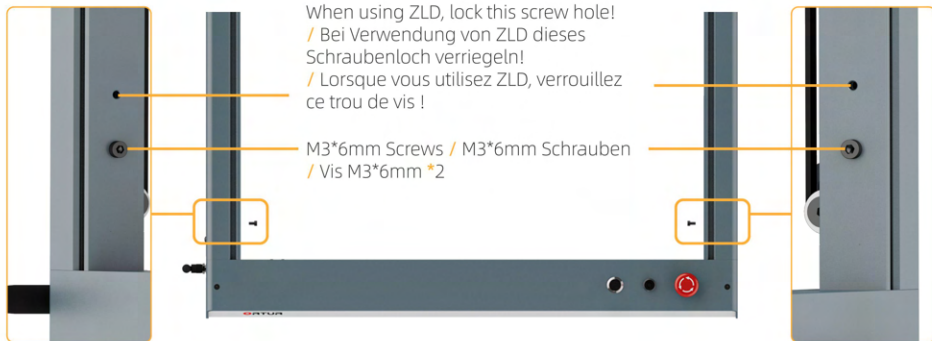 When using ZLD, lock this screw hole!
/ Bei Verwendung von ZLD dieses
Schraubenloch verriegeln!
/ Lorsque vous utilisez ZLD, verrouillez
ce trou de vis !
M3*6mm Screws / M3*6mm Schrauben
/ Vis M3*6mm *2
ORTUR